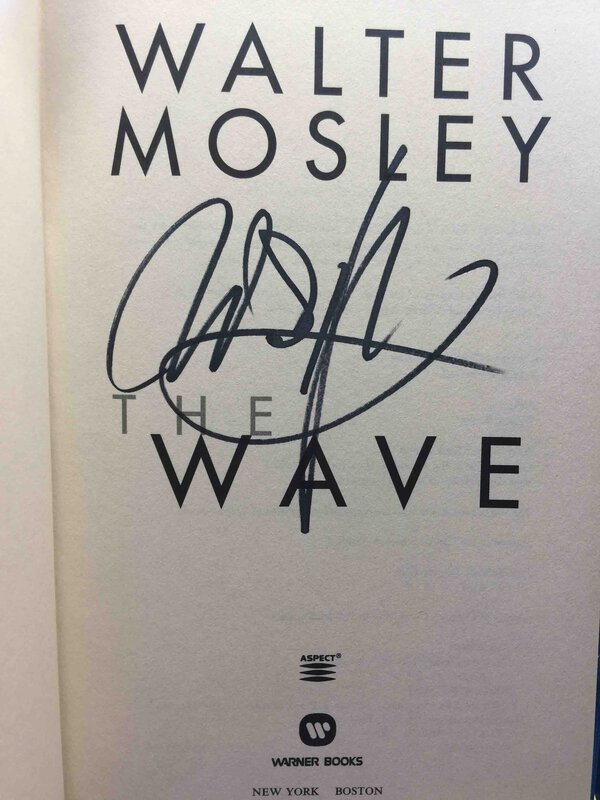 WALTER
MOSLEY
THE
WAVE
ASPECT®
WARNER BOOKS
NEW YORK BOSTON